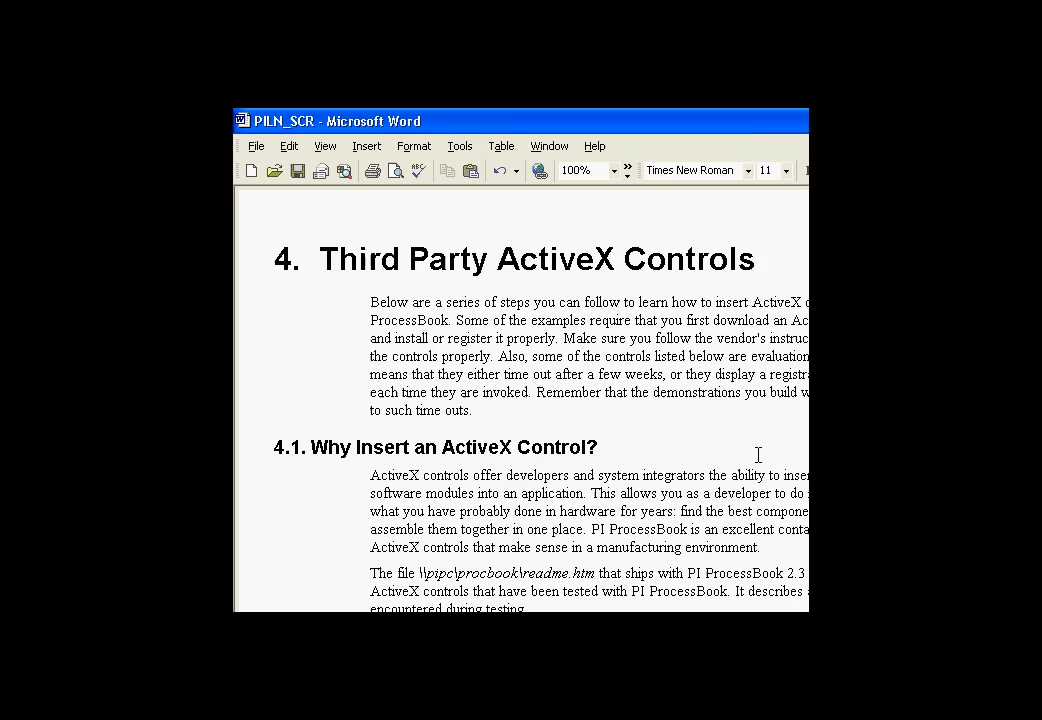 PILN_SCR - Microsoft Word
File Edit View Insert Format Tools Table Window Help
100% Times New Roman 11
4. Third Party ActiveX Controls
Below are a series of steps you can follow to learn how to insert ActiveX
ProcessBook. Some of the examples require that you first download an
and install or register it properly. Make sure you follow the vendor's
the controls properly. Also, some of the controls listed below are evaluation
means that they either time out after a few weeks, or they display a
each time they are invoked. Remember that the demonstrations you build
to such time outs.
4.1. Why Insert an ActiveX Control?
ActiveX controls offer developers and system integrators the ability to
software modules into an application. This allows you as a developer to do
what you have probably done in hardware for years: find the best
assemble them together in one place. PI ProcessBook is an excellent
ActiveX controls that make sense in a manufacturing environment.
The file \\pipc\procbook\readme.htm that ships with PI ProcessBook 2.3
ActiveX controls that have been tested with PI ProcessBook. It describes
encountered during testing.